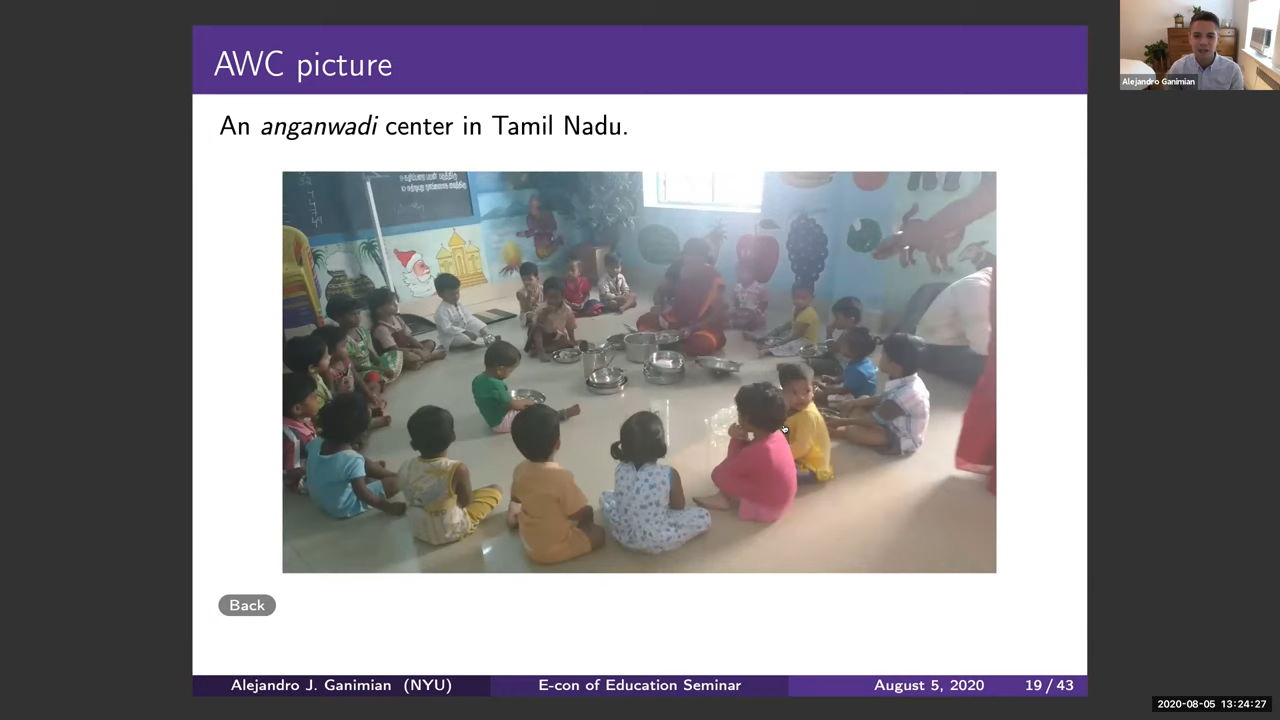 AWC picture
An anganwadi center in Tamil Nadu.
Back
Alejandro J. Ganimian (NYU)
E-con of Education Seminar
August 5, 2020
19 / 43
Alejandro Ganimian
2020-08-05 13:24:27